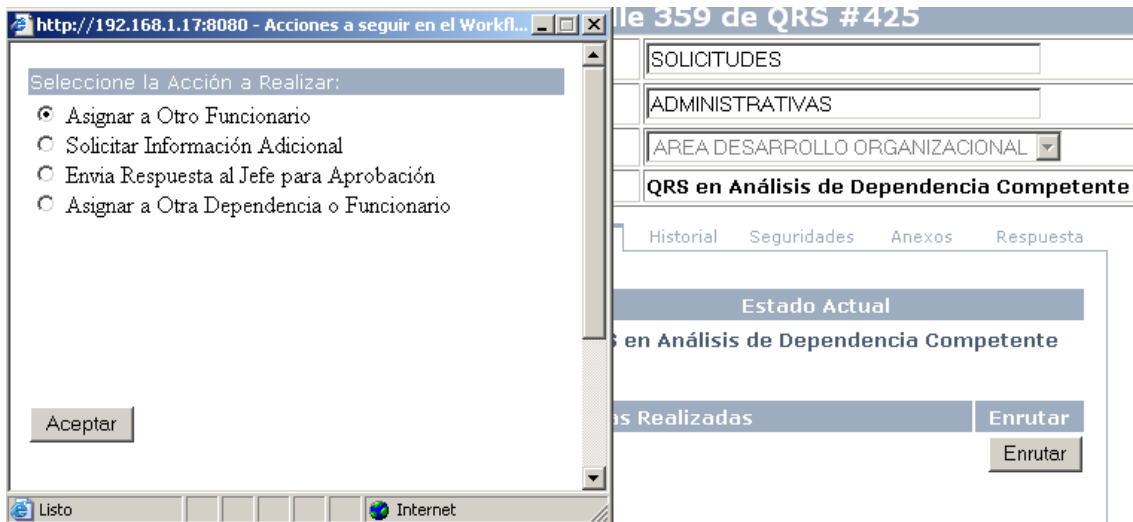 http://192.168.1.17:8080 - Acciones a seguir en el Workfl...
Seleccione la Acción a Realizar:
Asignar a Otro Funcionario
Solicitar Información Adicional
Envia Respuesta al Jefe para Aprobación
Asignar a Otra Dependencia o Funcionario
Aceptar
Listo
Internet
359 de QRS #425
SOLICITUDES
ADMINISTRATIVAS
AREA DESARROLLO ORGANIZACIONAL
QRS en Análisis de Dependencia Competente
Historial Seguridades Anexos Respuesta
Estado Actual
en Análisis de Dependencia Competente
Realizadas Enrutar
Enrutar